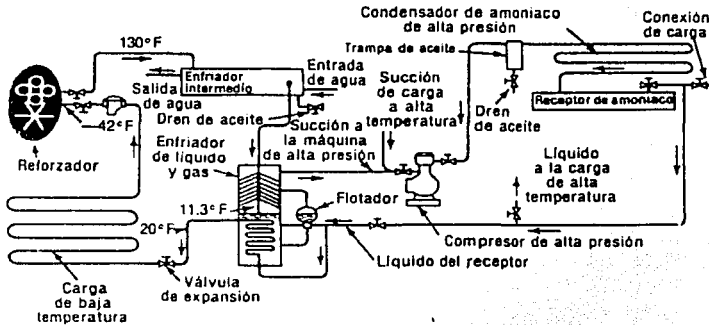 Condensador de amoniaco
de alta presión
Conexión
de carga
Trampa de aceite
130°F
Enfriador
intermedio
Entrada
de agua
Succión
de carga
a alta
temperatura
Salida
de agua
Dren de aceite
Dren
de aceite
Receptor de amoniaco
—42°F
Reforzador
Enfriador
de líquido
y gas
Succión a
la máquina
de alta presión
Líquido
a la carga
de alta
temperatura
Flotador
11.3°F
20°F
Compresor de alta presión
Líquido del receptor
Carga
de baja
temperatura
Válvula
de expansión